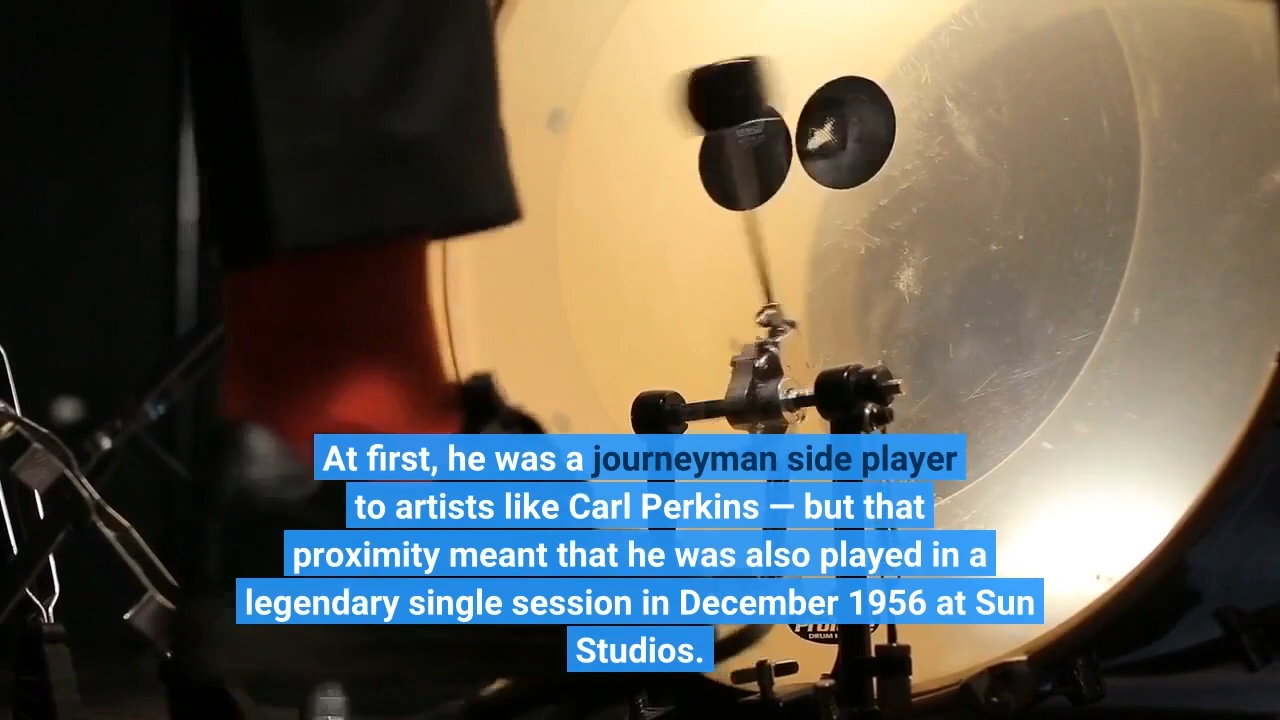 At first, he was a journeyman side player
to artists like Carl Perkins — but that
proximity meant that he was also played in a
legendary single session in December 1956 at Sun
Studios.
DRUM